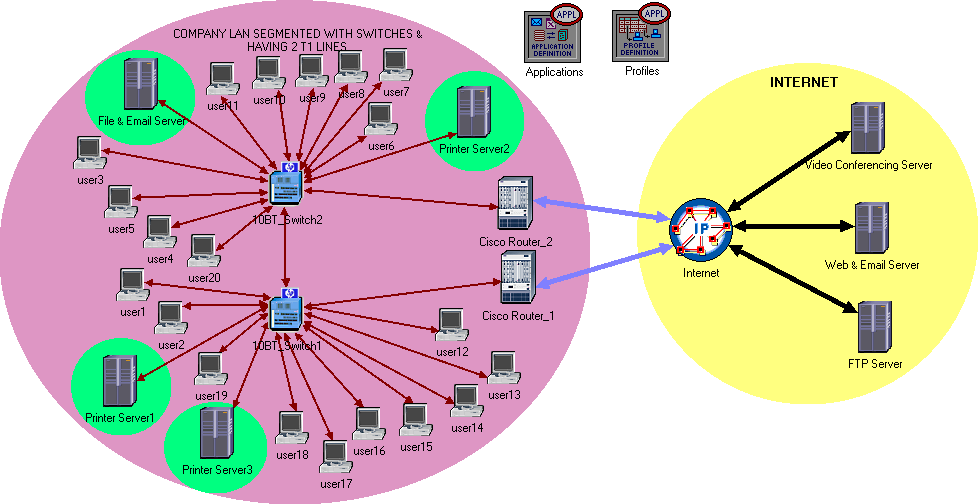 COMPANY LAN SEGMENTED WITH SWITCHES &
HAVING 2 T1 LINES
APPL
APPLICATION
DEFINITION
Applications
APPL
PROFILE
DEFINITION
Profiles
INTERNET
File & Email Server
user11
user10
user9
user8
user7
user6
Printer Server2
user3
user5
user4
user20
10BT_Switch2
Cisco Router_2
Video Conferencing Server
IP
Internet
Web & Email Server
FTP Server
user1
user2
10BT_Switch1
Cisco Router_1
user12
user13
user19
Printer Server1
Printer Server3
user18
user17
user16
user15
user14